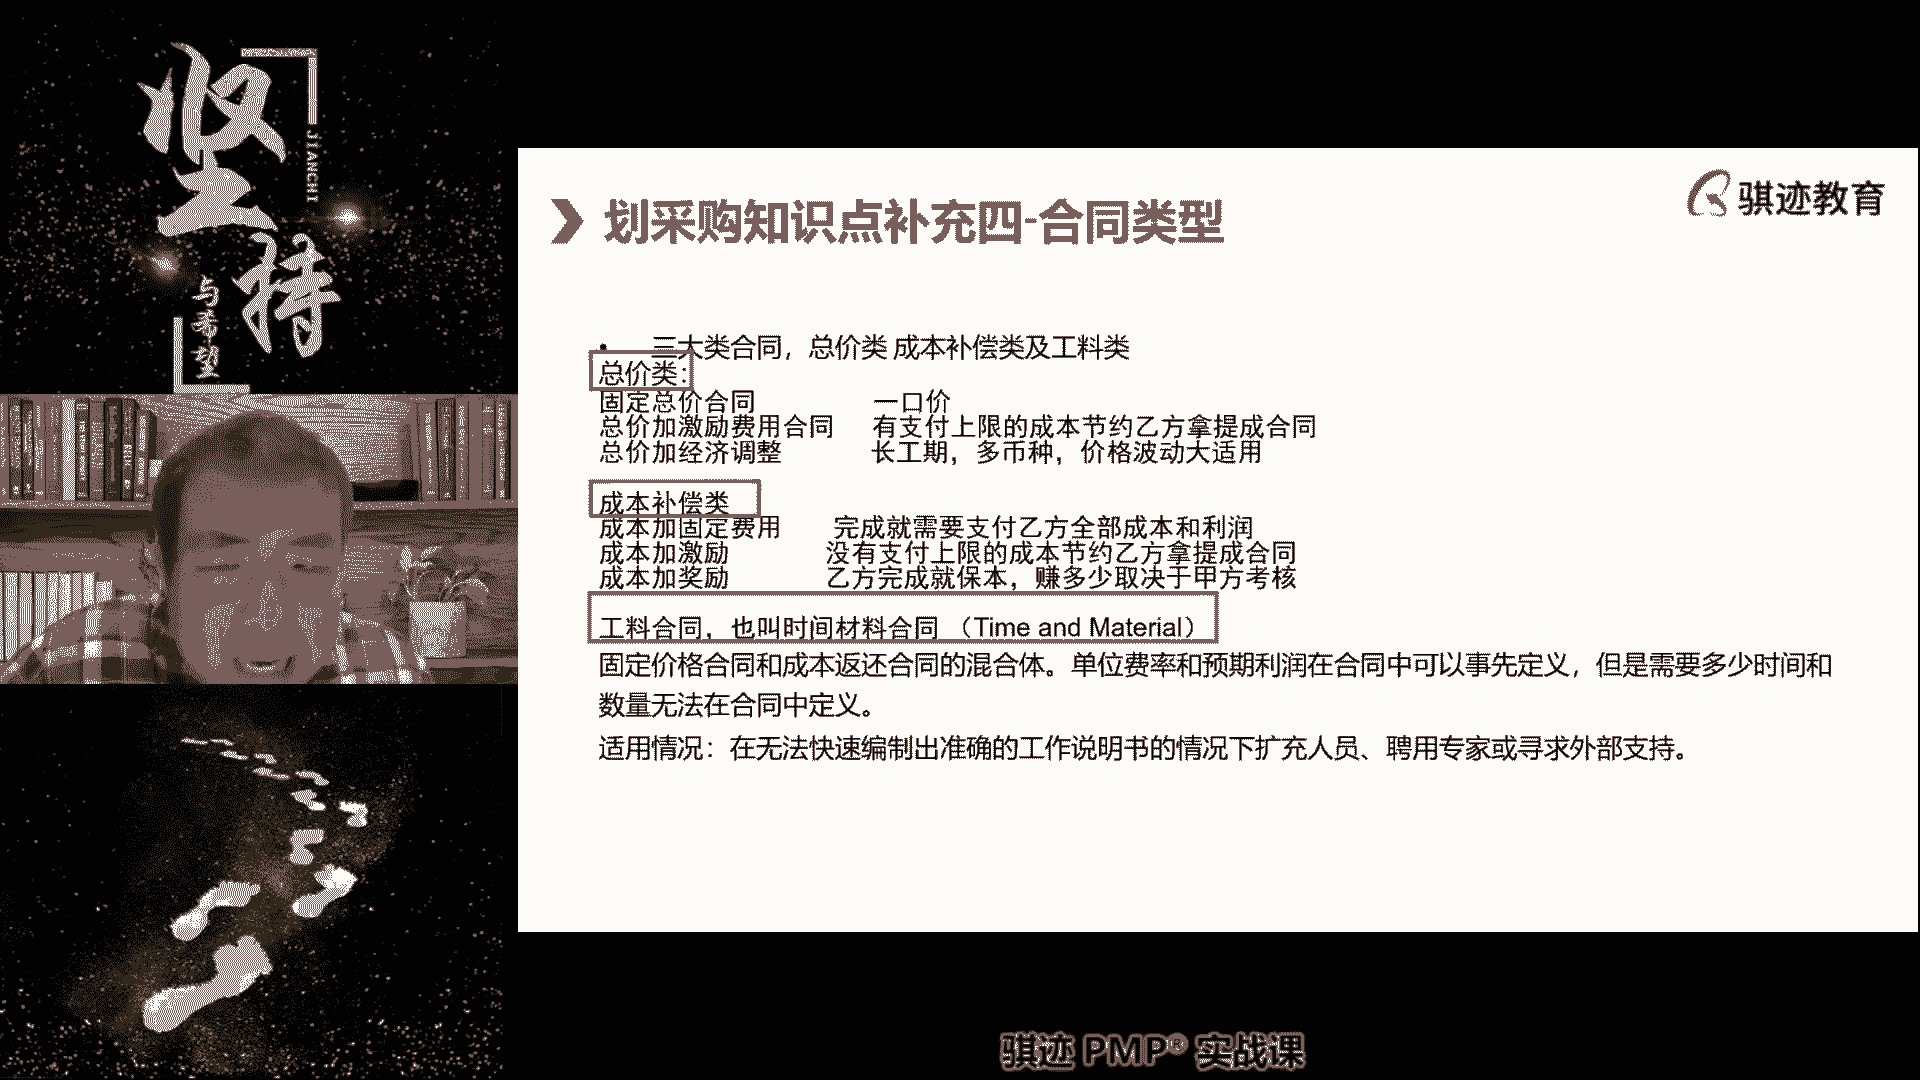 坚持
JIANCHI
与希望
划采购知识点补充四-合同类型
骐迹教育
• 三大类合同，总价类 成本补偿类及工料类
总价类：
固定总价合同 一口价
总价加激励费用合同 有支付上限的成本节约乙方拿提成合同
总价加经济调整 长工期，多币种，价格波动大适用
成本补偿类
成本加固定费用 完成就需要支付乙方全部成本和利润
成本加激励 没有支付上限的成本节约乙方拿提成合同
成本加奖励 乙方完成就保本，赚多少取决于甲方考核
工料合同，也叫时间材料合同 （Time and Material）
固定价格合同和成本返还合同的混合体。单位费率和预期利润在合同中可以事先定义，但是需要多少时间和
数量无法在合同中定义。
适用情况：在无法快速编制出准确的工作说明书的情况下扩充人员、聘用专家或寻求外部支持。
骐迹 PMP® 实战课